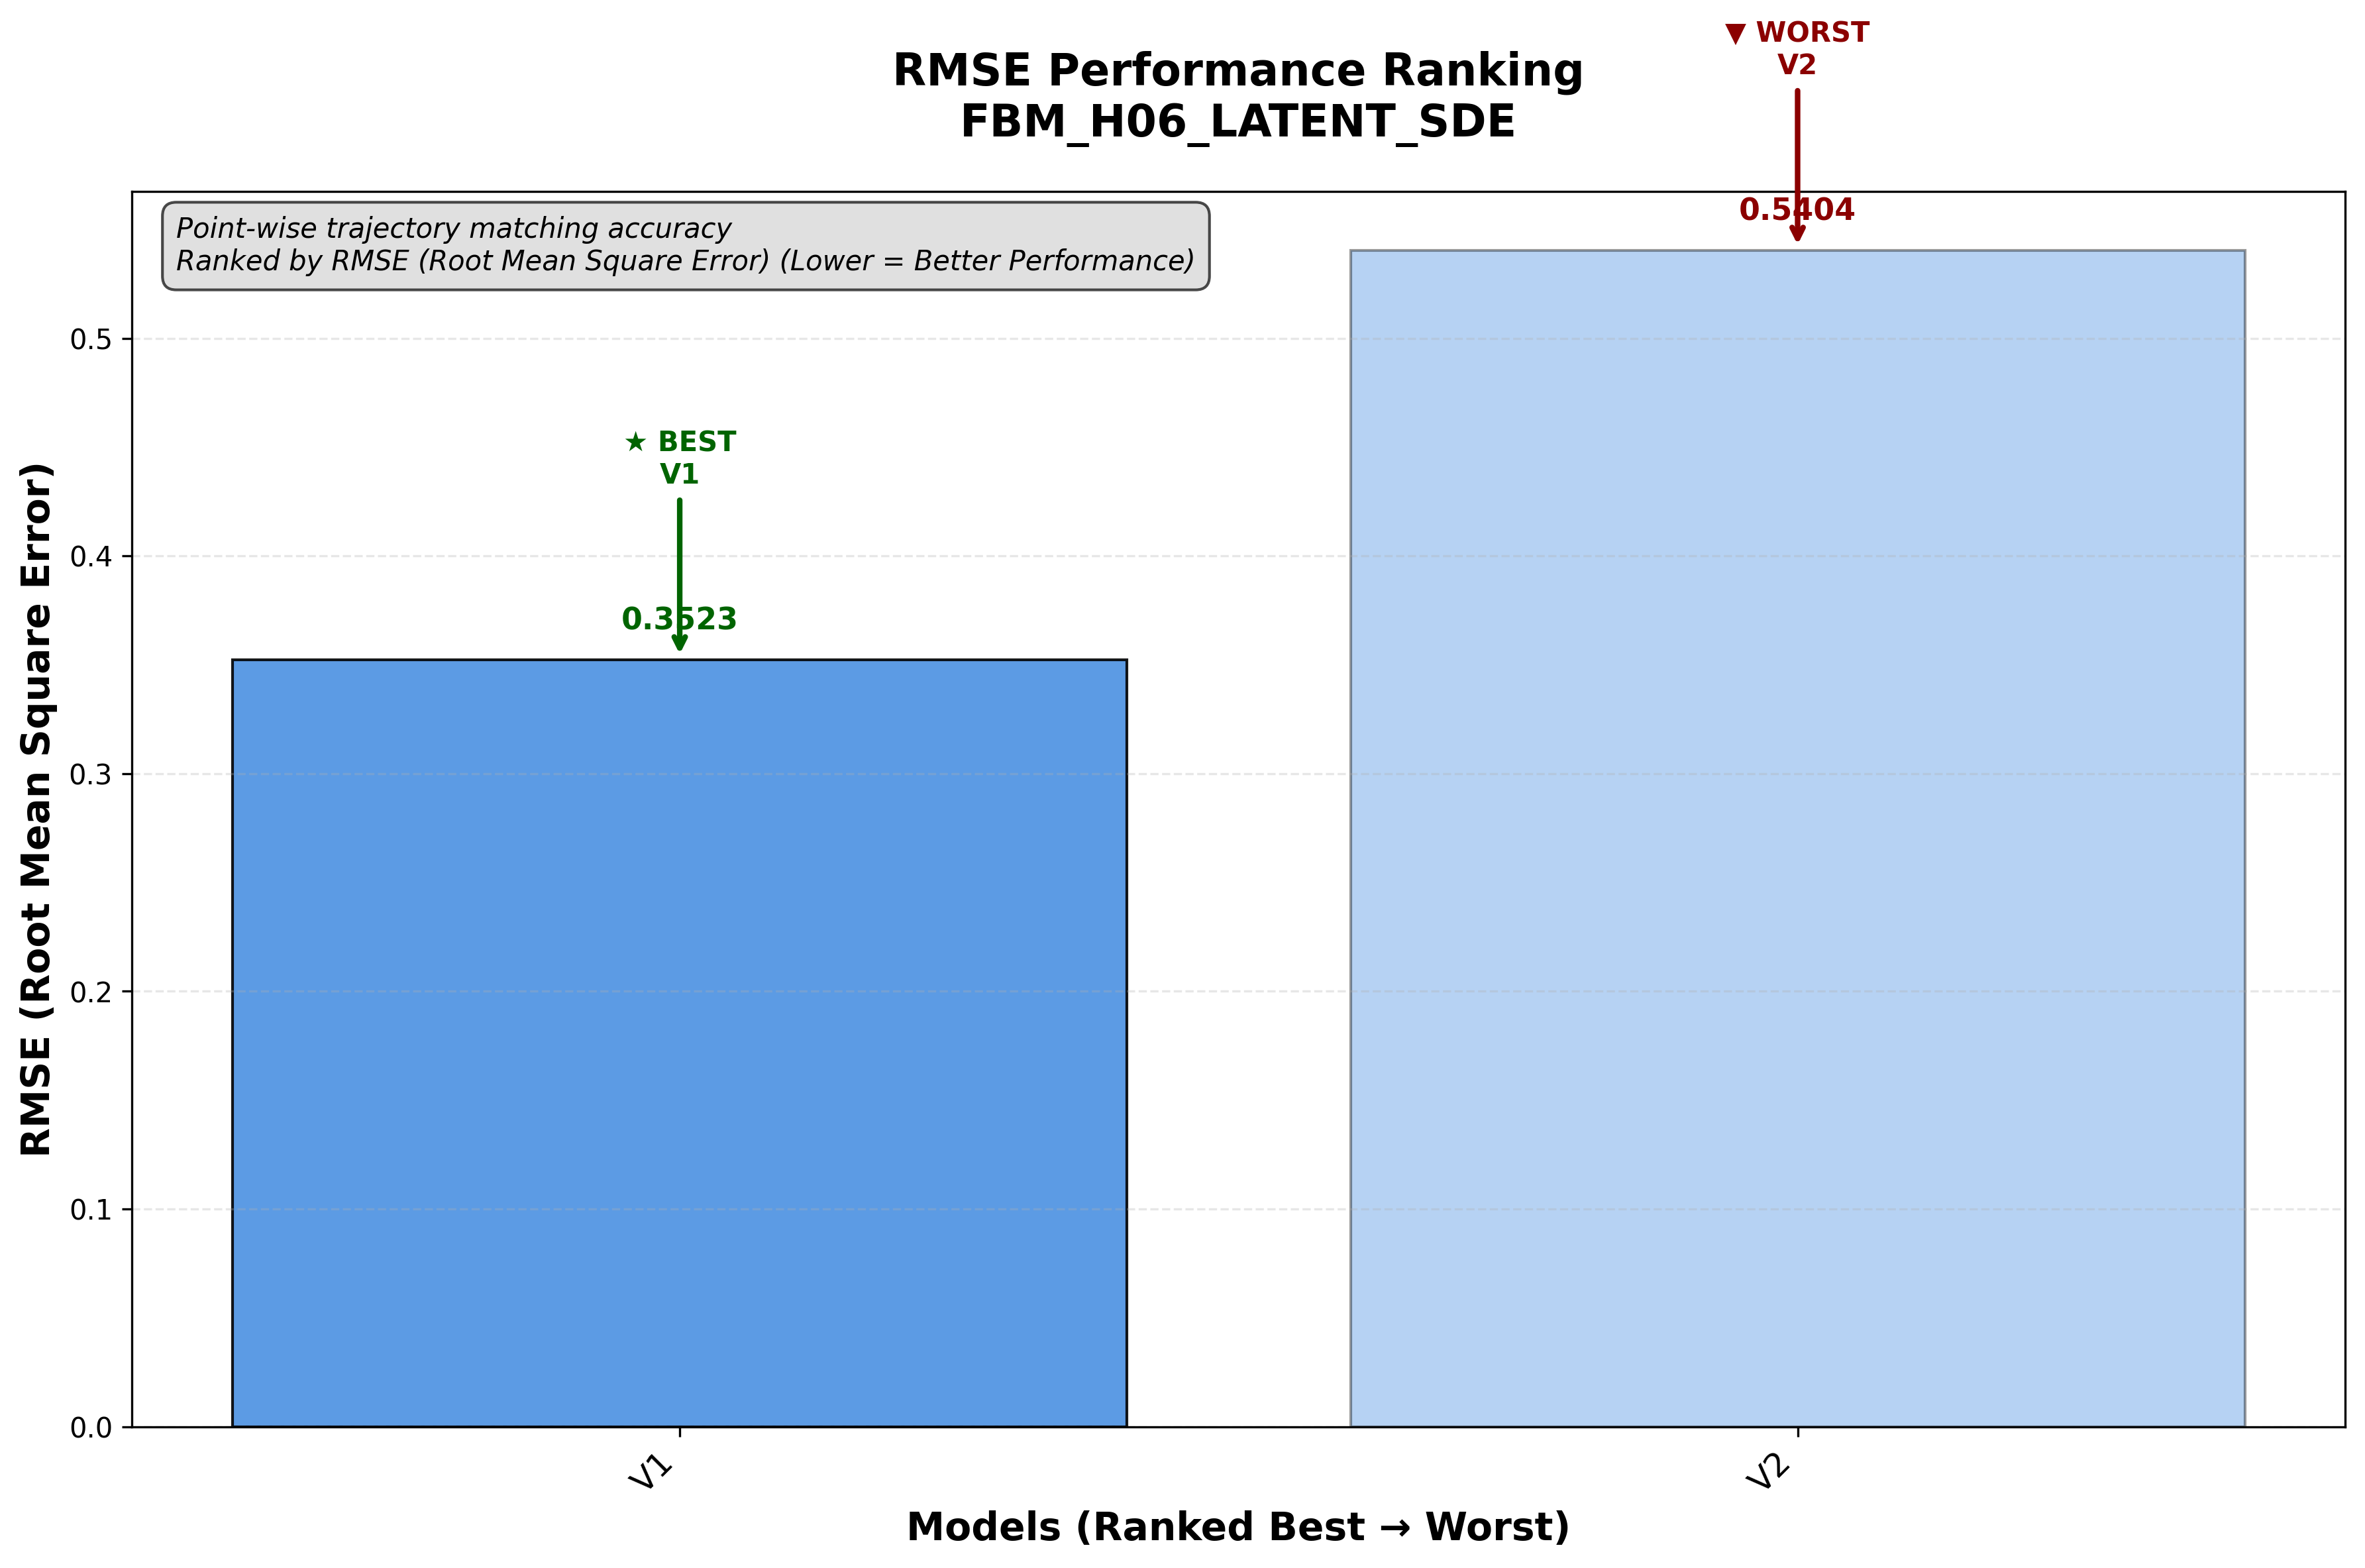 ▼ WORST
V2
RMSE Performance Ranking
FBM_H06_LATENT_SDE
0.5404
Point-wise trajectory matching accuracy
Ranked by RMSE (Root Mean Square Error) (Lower = Better Performance)
★ BEST
V1
0.3523
RMSE (Root Mean Square Error)
0.5
0.4
0.3
0.2
0.1
0.0
V1
V2
Models (Ranked Best → Worst)